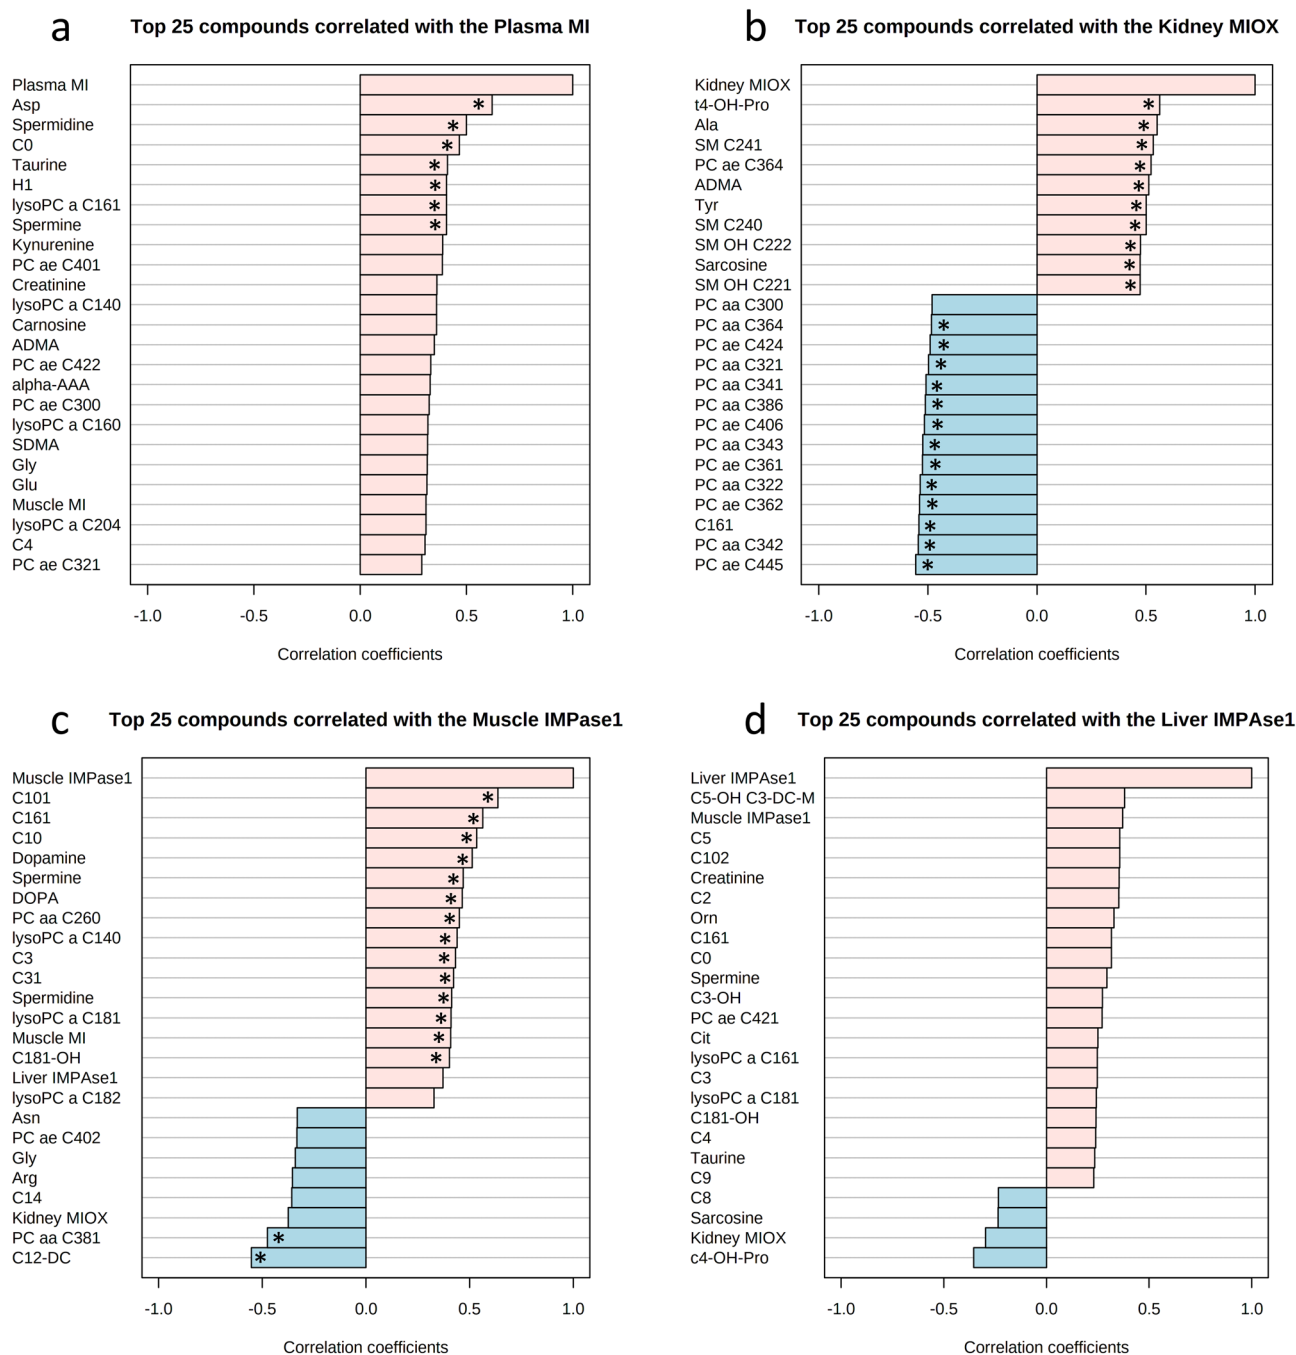 a
Top 25 compounds correlated with the Plasma MI
Plasma MI
Asp
*
Spermidine
*
C0
*
Taurine
*
H1
*
lysoPC a C161
*
Spermine
*
Kynurenine
PC ae C401
Creatinine
lysoPC a C140
Carnosine
ADMA
PC ae C422
alpha-AAA
PC ae C300
lysoPC a C160
SDMA
Gly
Glu
Muscle MI
lysoPC a C204
C4
PC ae C321
-1.0 -0.5 0.0 0.5 1.0
Correlation coefficients
b
Top 25 compounds correlated with the Kidney MIOX
Kidney MIOX
t4-OH-Pro
*
Ala
*
SM C241
*
PC ae C364
*
ADMA
*
Tyr
*
SM C240
*
SM OH C222
*
Sarcosine
*
SM OH C221
*
PC aa C300
PC aa C364
*
PC ae C424
*
PC aa C321
*
PC aa C341
*
PC aa C386
*
PC ae C406
*
PC aa C343
*
PC ae C361
*
PC aa C322
*
PC ae C362
*
C161
*
PC aa C342
*
PC ae C445
*
-1.0 -0.5 0.0 0.5 1.0
Correlation coefficients
c
Top 25 compounds correlated with the Muscle IMPase1
Muscle IMPase1
C101
*
C161
*
C10
*
Dopamine
*
Spermine
*
DOPA
*
PC aa C260
*
lysoPC a C140
*
C3
*
C31
*
Spermidine
*
lysoPC a C181
*
Muscle MI
*
C181-OH
*
Liver IMPAse1
lysoPC a C182
Asn
PC ae C402
Gly
Arg
C14
Kidney MIOX
PC aa C381
*
C12-DC
*
-1.0 -0.5 0.0 0.5 1.0
Correlation coefficients
d
Top 25 compounds correlated with the Liver IMPAse1
Liver IMPAse1
C5-OH C3-DC-M
Muscle IMPase1
C5
C102
Creatinine
C2
Orn
C161
C0
Spermine
C3-OH
PC ae C421
Cit
lysoPC a C161
C3
lysoPC a C181
C181-OH
C4
Taurine
C9
C8
Sarcosine
Kidney MIOX
c4-OH-Pro
-1.0 -0.5 0.0 0.5 1.0
Correlation coefficients